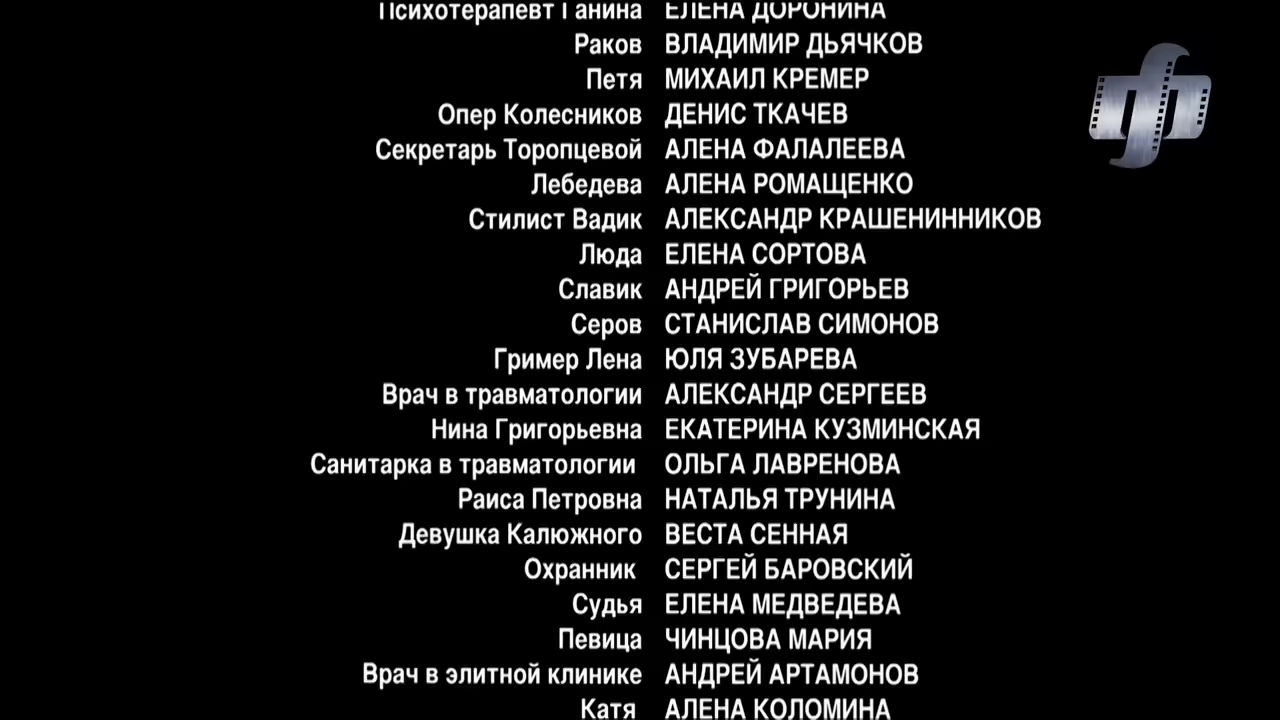 Психотерапевт Ганина ЕЛЕНА ДОРОНИНА
Раков ВЛАДИМИР ДЬЯЧКОВ
Петя МИХАИЛ КРЕМЕР
Опер Колесников ДЕНИС ТКАЧЕВ
Секретарь Торопцевой АЛЕНА ФАЛАЛЕЕВА
Лебедева АЛЕНА РОМАЩЕНКО
Стилист Вадик АЛЕКСАНДР КРАШЕНИННИКОВ
Люда ЕЛЕНА СОРТОВА
Славик АНДРЕЙ ГРИГОРЬЕВ
Серов СТАНИСЛАВ СИМОНОВ
Гример Лена ЮЛЯ ЗУБАРЕВА
Врач в травматологии АЛЕКСАНДР СЕРГЕЕВ
Нина Григорьевна ЕКАТЕРИНА КУЗМИНСКАЯ
Санитарка в травматологии ОЛЬГА ЛАВРЕНОВА
Раиса Петровна НАТАЛЬЯ ТРУНИНА
Девушка Калюжного ВЕСТА СЕННАЯ
Охранник СЕРГЕЙ БАРОВСКИЙ
Судья ЕЛЕНА МЕДВЕДЕВА
Певица ЧИНЦОВА МАРИЯ
Врач в элитной клинике АНДРЕЙ АРТАМОНОВ
Катя АЛЕНА КОЛОМИНА